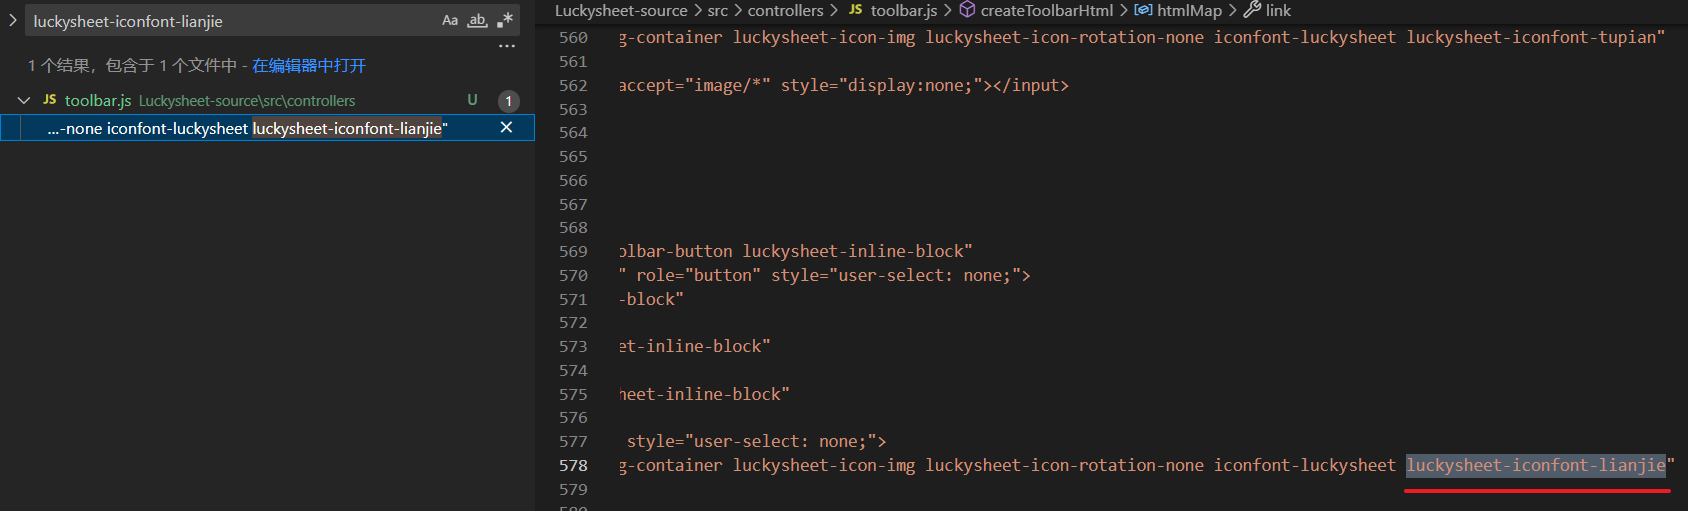 luckysheet-iconfont-lianjie
Aa ab
1 个结果，包含于 1 个文件中 - 在编辑器中打开
JS toolbar.js Luckysheet-source\src\controllers U 1
...-none iconfont-luckysheet luckysheet-iconfont-lianjie"
Luckysheet-source > src > controllers > JS toolbar.js > createToolbarHtml > htmlMap > link
560 g-container luckysheet-icon-img luckysheet-icon-rotation-none iconfont-luckysheet luckysheet-iconfont-tupian"
561
562 accept="image/*" style="display:none;"></input>
563
564
565
566
567
568
569 olbar-button luckysheet-inline-block"
570 " role="button" style="user-select: none;">
571 -block"
572
573 et-inline-block"
574
575 heet-inline-block"
576
577 style="user-select: none;">
578 g-container luckysheet-icon-img luckysheet-icon-rotation-none iconfont-luckysheet luckysheet-iconfont-lianjie"
579